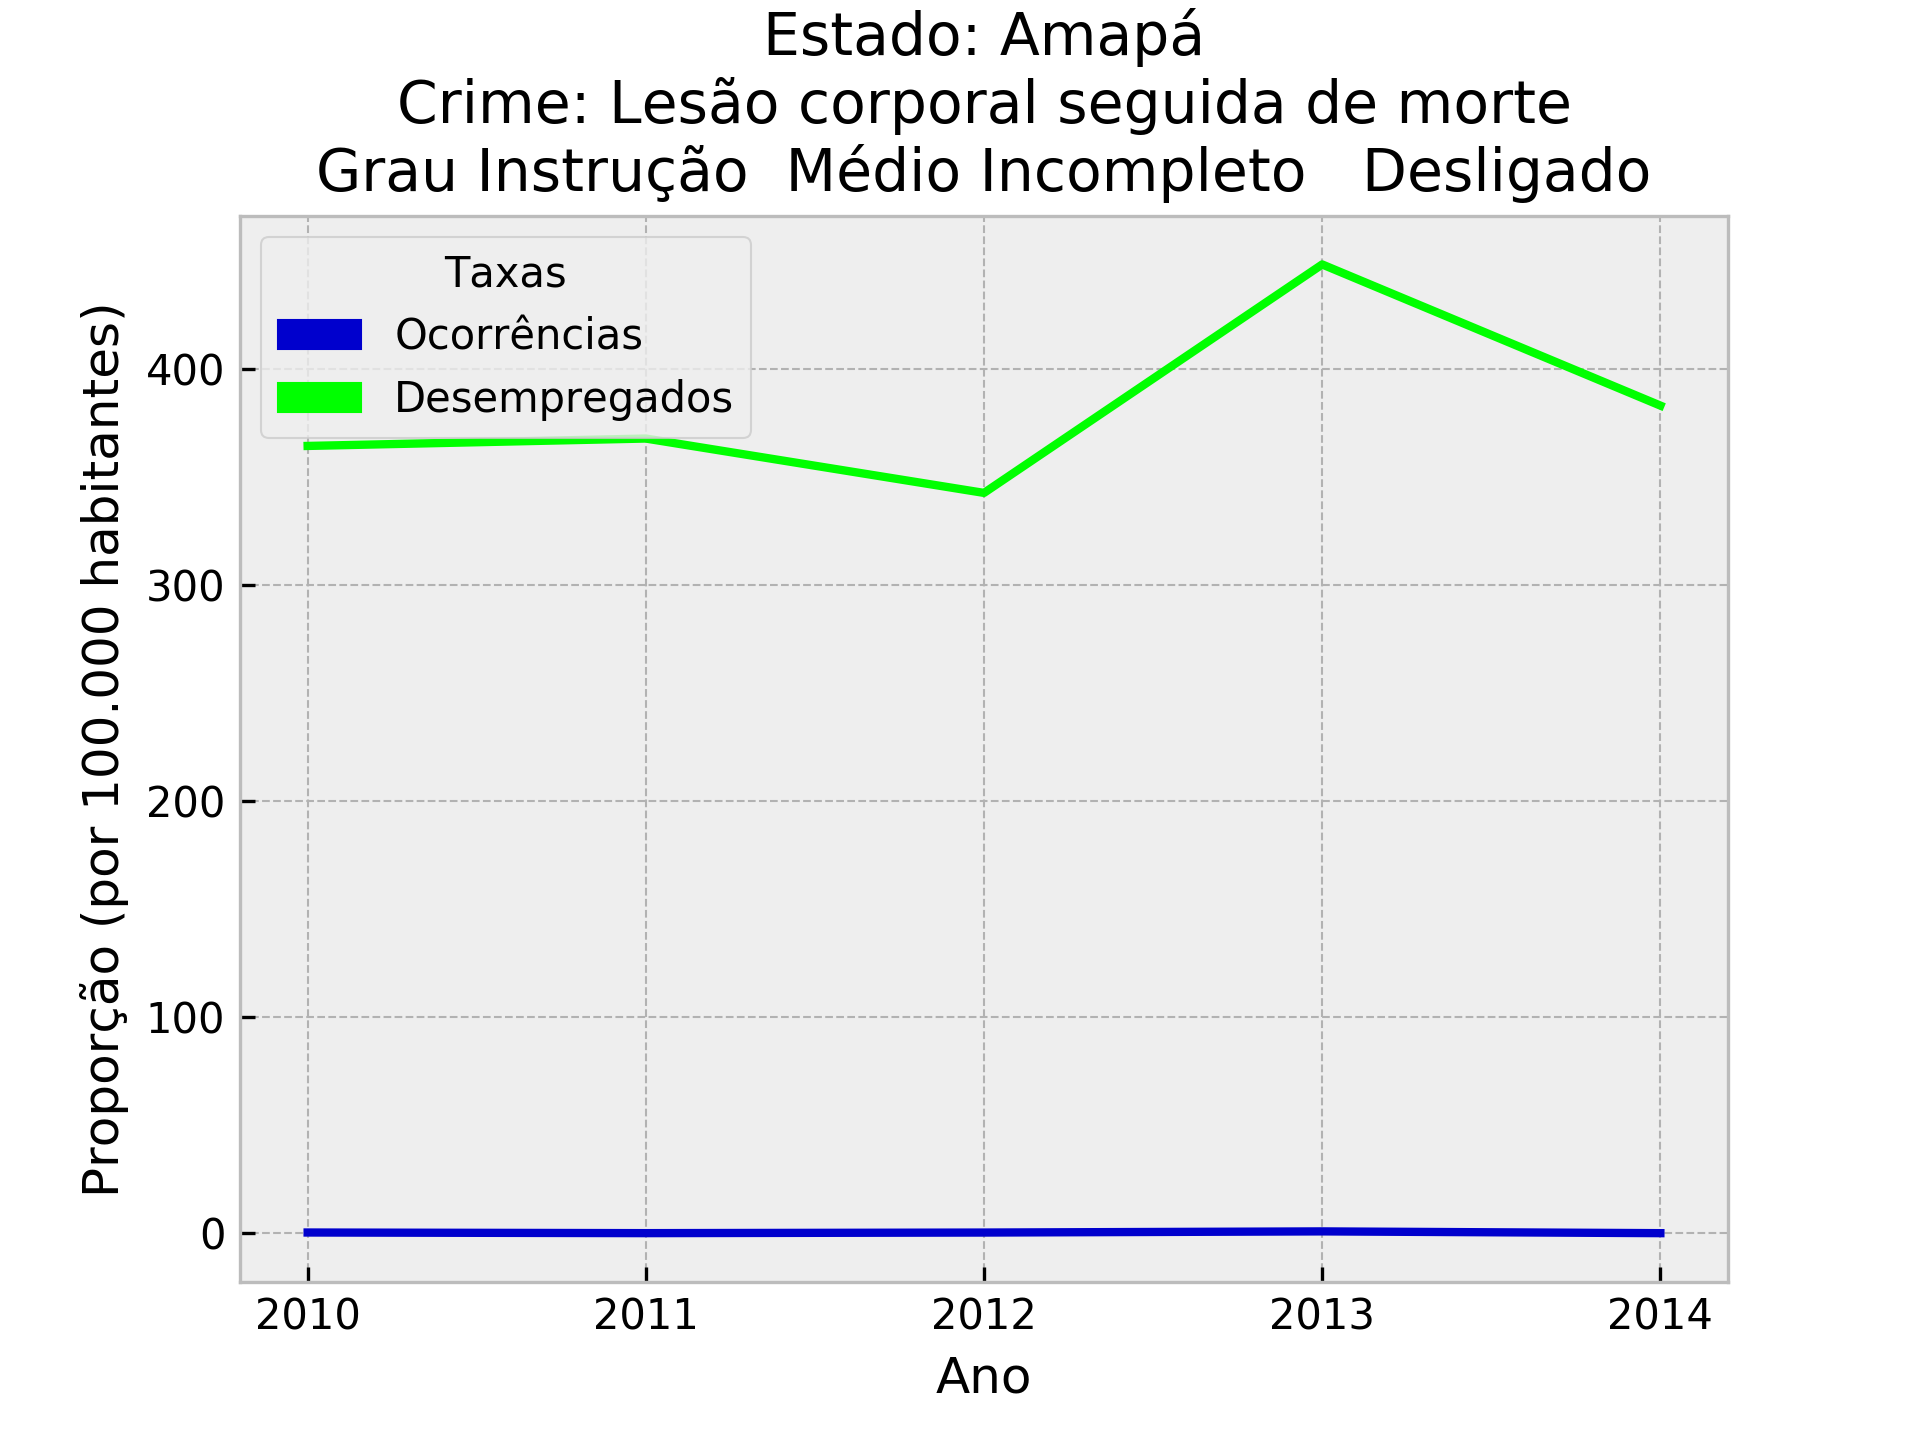 Estado: Amapá
Crime: Lesão corporal seguida de morte
Grau Instrução  Médio Incompleto   Desligado
Taxas
Ocorrências
Desempregados
Proporção (por 100.000 habitantes)
400
300
200
100
0
2010 2011 2012 2013 2014
Ano